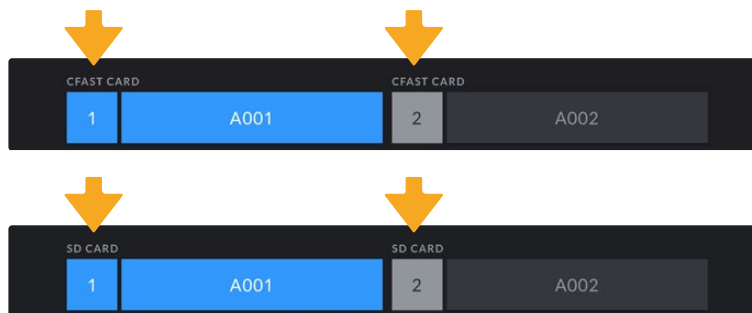 CFAST CARD CFAST CARD
1 A001 2 A002
SD CARD SD CARD
1 A001 2 A002